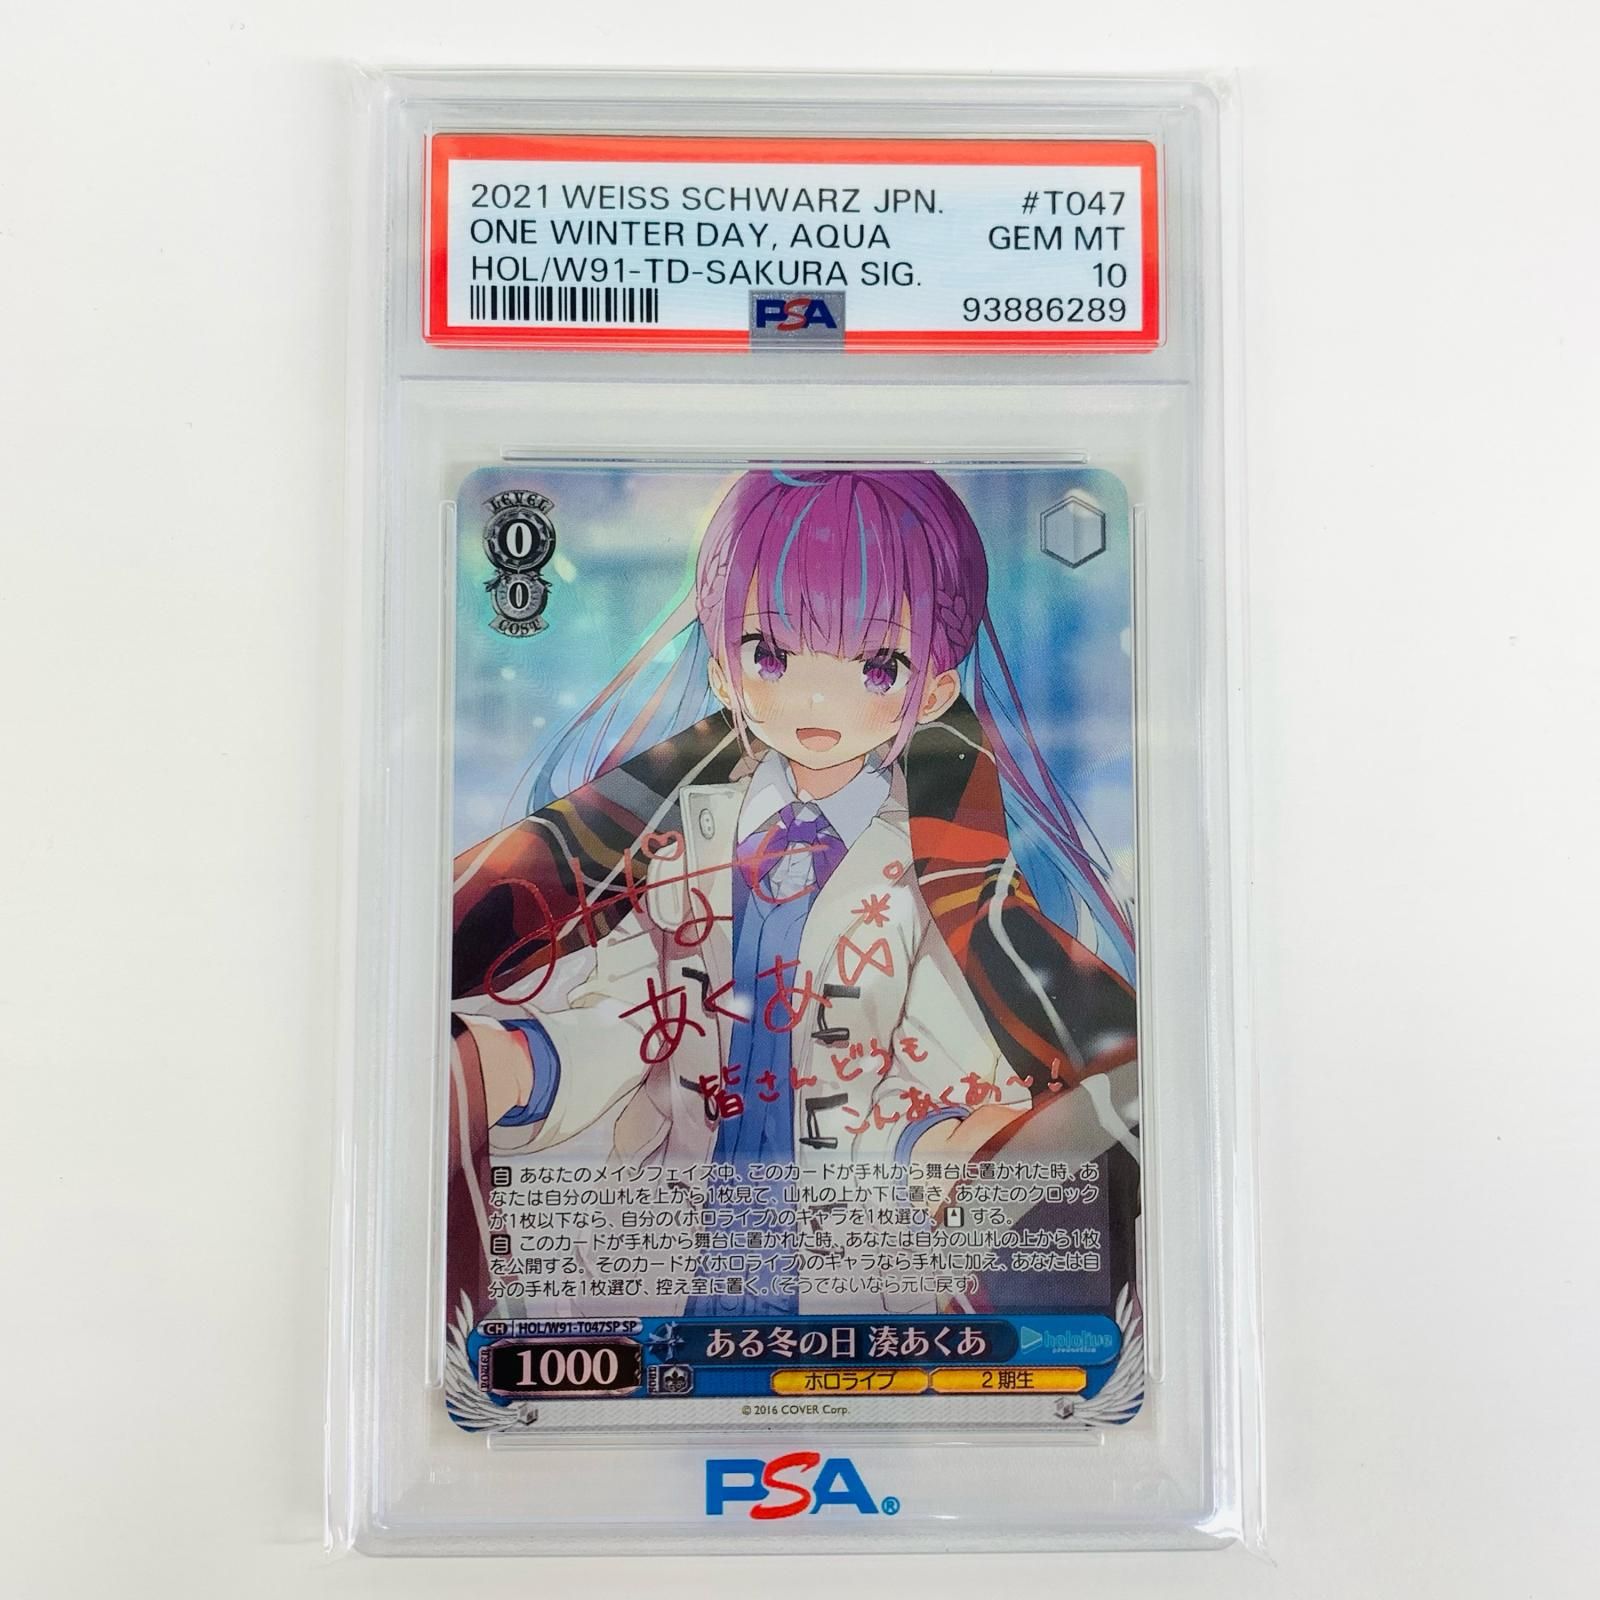 2021 WEISS SCHWARZ JPN. #T047
ONE WINTER DAY, AQUA GEM MT
HOL/W91-TD-SAKURA SIG. 10
PSA 93886289
LEVEL
0
0
COST
みなと
あくあ
皆さんどうも
こんあくあ〜!
自 あなたのメインフェイズ中、このカードが手札から舞台に置かれた時、あ
なたは自分の山札を上から1枚見て、山札の上か下に置き、あなたのクロック
が1枚以下なら、自分の《ホロライブ》のキャラを1枚選び、 する。
自 このカードが手札から舞台に置かれた時、あなたは自分の山札の上から1枚
を公開する。そのカードが《ホロライブ》のキャラなら手札に加え、あなたは自
分の手札を1枚選び、控え室に置く。(そうでないなら元に戻す)
CH HOL/W91-T047SP SP
ある冬の日 湊あくあ
hololive production
POWER 1000 SOUL
ホロライブ 2期生
© 2016 COVER Corp.
PSA®